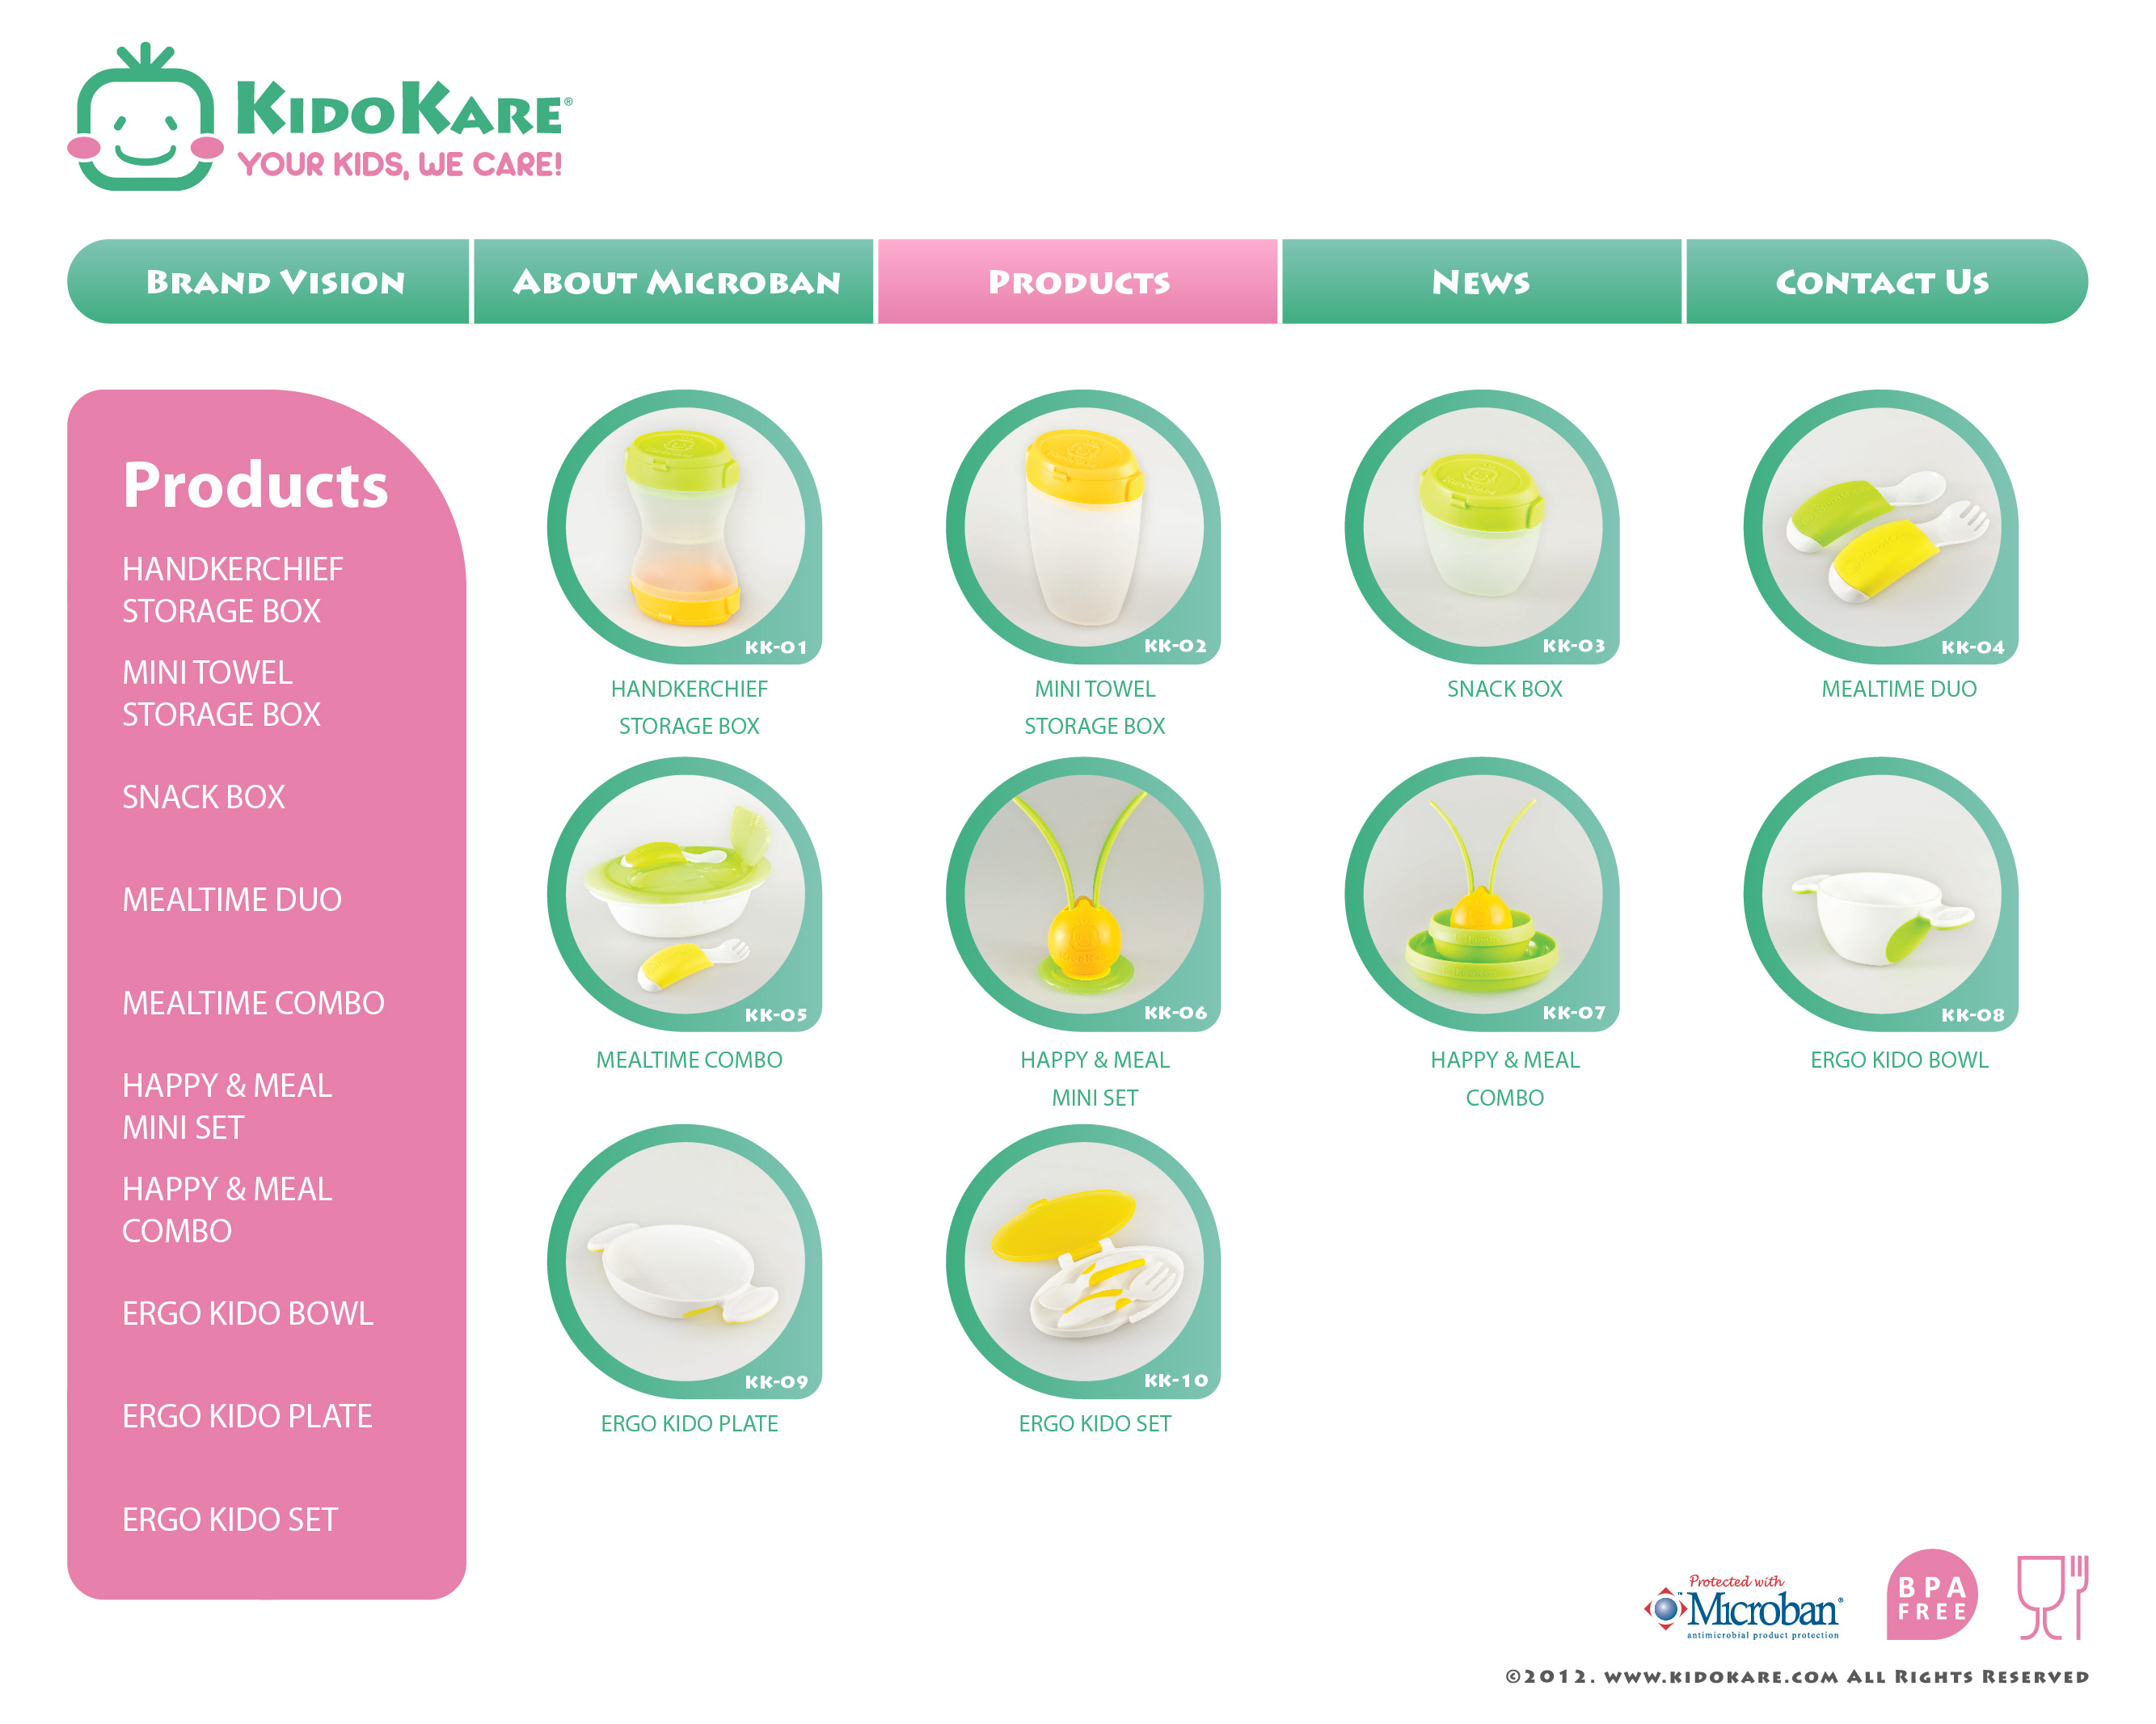 KIDOKARE®
YOUR KIDS, WE CARE!
BRAND VISION
ABOUT MICROBAN
PRODUCTS
NEWS
CONTACT US
Products
HANDKERCHIEF
STORAGE BOX
MINI TOWEL
STORAGE BOX
SNACK BOX
MEALTIME DUO
MEALTIME COMBO
HAPPY & MEAL
MINI SET
HAPPY & MEAL
COMBO
ERGO KIDO BOWL
ERGO KIDO PLATE
ERGO KIDO SET
KK-01
HANDKERCHIEF
STORAGE BOX
KK-02
MINI TOWEL
STORAGE BOX
KK-03
SNACK BOX
KK-04
MEALTIME DUO
KK-05
MEALTIME COMBO
KK-06
HAPPY & MEAL
MINI SET
KK-07
HAPPY & MEAL
COMBO
KK-08
ERGO KIDO BOWL
KK-09
ERGO KIDO PLATE
KK-10
ERGO KIDO SET
Protected with
™Microban®
antimicrobial product protection
BPA
FREE
©2012. WWW.KIDOKARE.COM ALL RIGHTS RESERVED